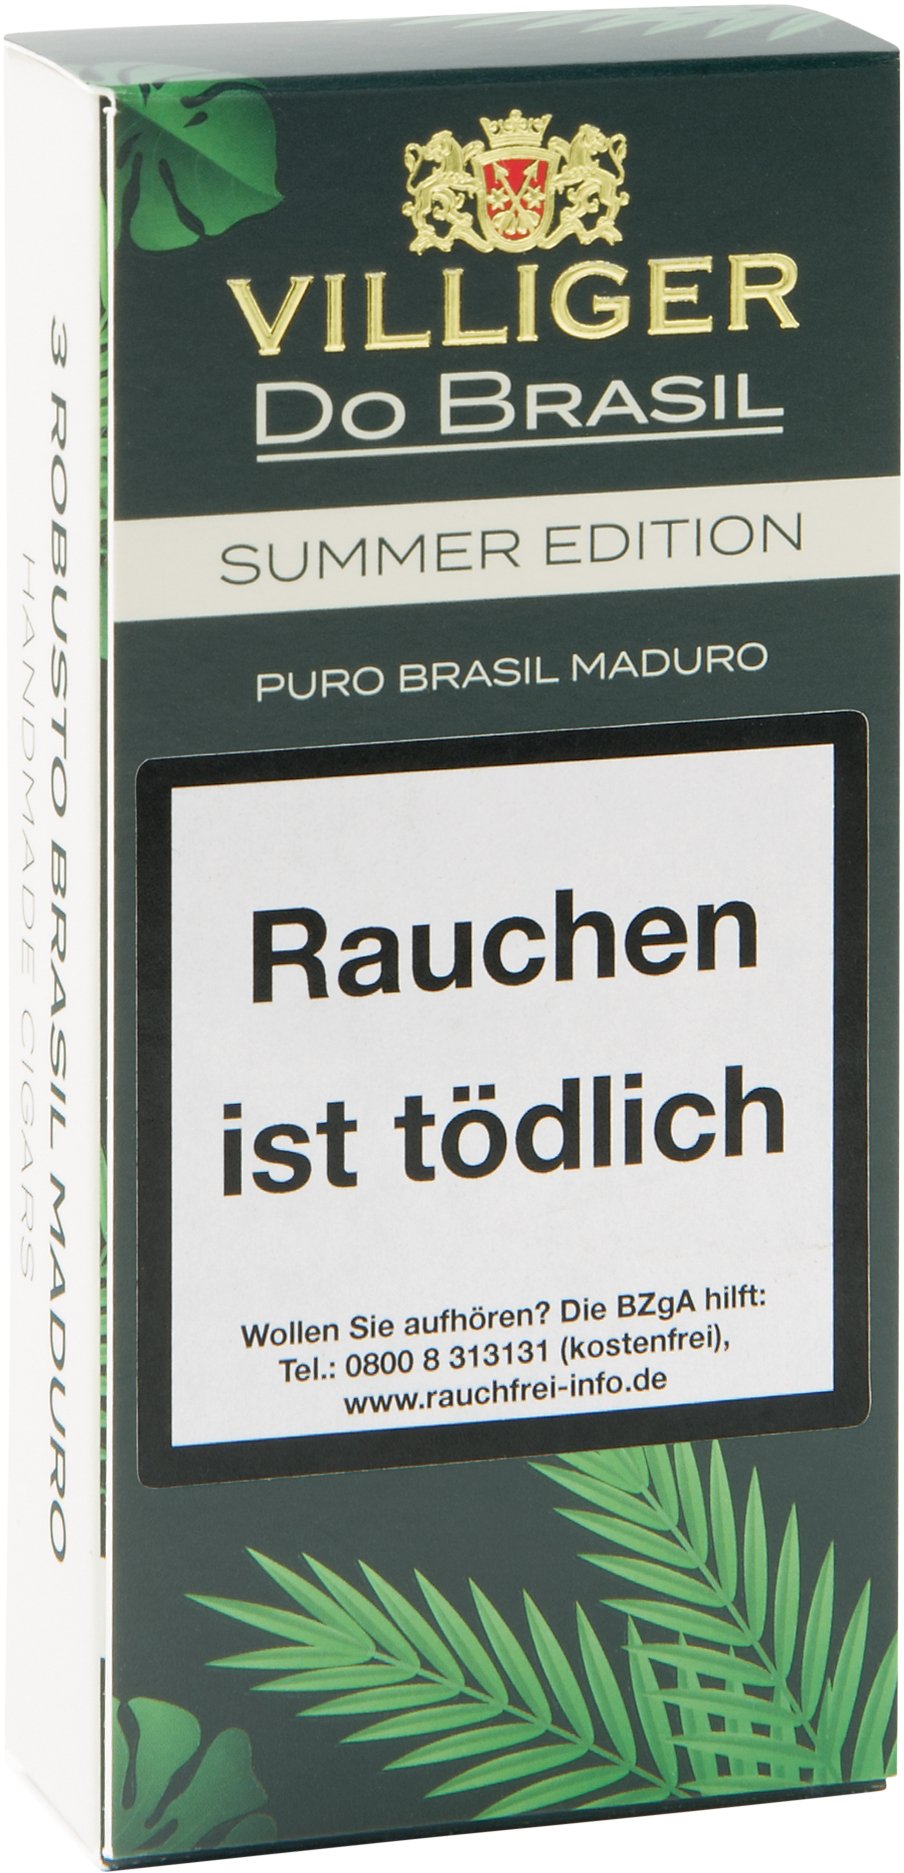 VILLIGER
DO BRASIL
SUMMER EDITION
PURO BRASIL MADURO
Rauchen
ist tödlich
Wollen Sie aufhören? Die BZgA hilft:
Tel.: 0800 8 313131 (kostenfrei),
www.rauchfrei-info.de
3 ROBUSTO BRASIL MADURO
HANDMADE CIGARS